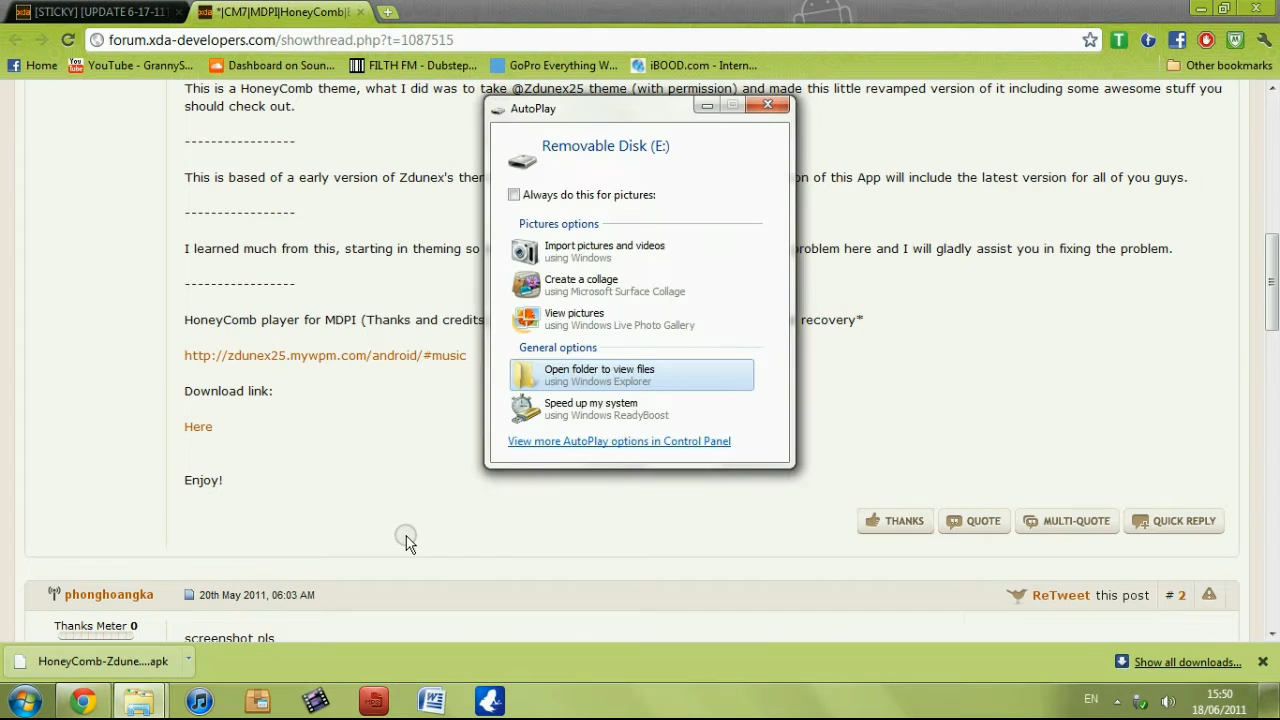 [STICKY] [UPDATE 6-17-11]
*|CM7|MDPI|HoneyComb|
forum.xda-developers.com/showthread.php?t=1087515
Home
YouTube - GrannyS...
Dashboard on Soun...
FILTH FM - Dubstep...
GoPro Everything W...
iBOOD.com - Intern...
Other bookmarks
This is a HoneyComb theme, what I did was to take @Zdunex25 theme (with permission) and made this little revamped version of it including some awesome stuff you
should check out.
----------------
This is based of a early version of Zdunex's the on of this App will include the latest version for all of you guys.
----------------
I learned much from this, starting in theming so problem here and I will gladly assist you in fixing the problem.
----------------
HoneyComb player for MDPI (Thanks and credits recovery*
http://zdunex25.mywpm.com/android/#music
Download link:
Here
Enjoy!
AutoPlay
Removable Disk (E:)
Always do this for pictures:
Pictures options
Import pictures and videos
using Windows
Create a collage
using Microsoft Surface Collage
View pictures
using Windows Live Photo Gallery
General options
Open folder to view files
using Windows Explorer
Speed up my system
using Windows ReadyBoost
View more AutoPlay options in Control Panel
THANKS
QUOTE
MULTI-QUOTE
QUICK REPLY
phonghoangka
20th May 2011, 06:03 AM
ReTweet this post
# 2
Thanks Meter 0
screenshot pls
HoneyComb-Zdune....apk
Show all downloads...
EN
15:50
18/06/2011